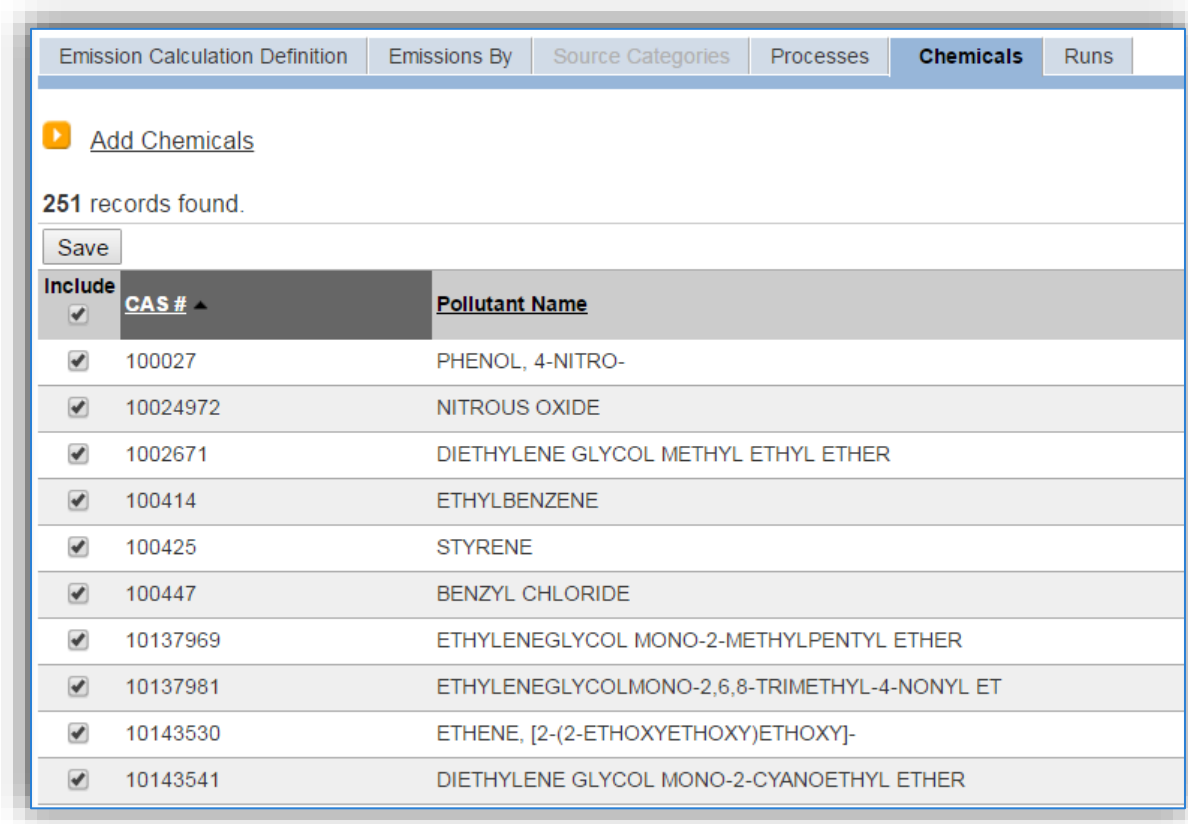 Emission Calculation Definition Emissions By Source Categories Processes Chemicals Runs
Add Chemicals
251 records found.
Save
Include CAS # Pollutant Name
100027 PHENOL, 4-NITRO-
10024972 NITROUS OXIDE
1002671 DIETHYLENE GLYCOL METHYL ETHYL ETHER
100414 ETHYLBENZENE
100425 STYRENE
100447 BENZYL CHLORIDE
10137969 ETHYLENEGLYCOL MONO-2-METHYLPENTYL ETHER
10137981 ETHYLENEGLYCOLMONO-2,6,8-TRIMETHYL-4-NONYL ET
10143530 ETHENE, [2-(2-ETHOXYETHOXY)ETHOXY]-
10143541 DIETHYLENE GLYCOL MONO-2-CYANOETHYL ETHER